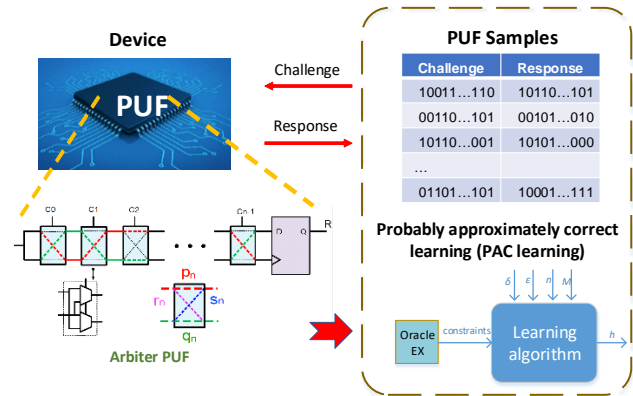 Device
PUF
Challenge
Response
C0 C1 C2 Cn-1
D Q R
pn
rn sn
qn
Arbiter PUF
PUF Samples
Challenge Response
10011...110 10110...101
00110...101 00101...010
10110...001 10101...000
...
01101...101 10001...111
Probably approximately correct
learning (PAC learning)
δ ε n M
Oracle
EX
constraints
Learning
algorithm
h